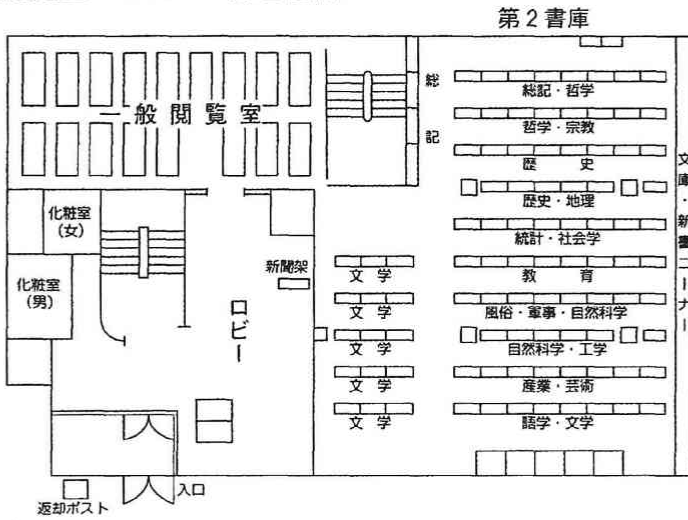 第2書庫
総記
総記・哲学
哲学・宗教
歴史
歴史・地理
統計・社会学
教育
風俗・軍事・自然科学
自然科学・工学
産業・芸術
語学・文学
文庫・新書コーナー
一般閲覧室
化粧室
(女)
化粧室
(男)
新聞架
ロビー
文学
文学
文学
文学
文学
入口
返却ポスト